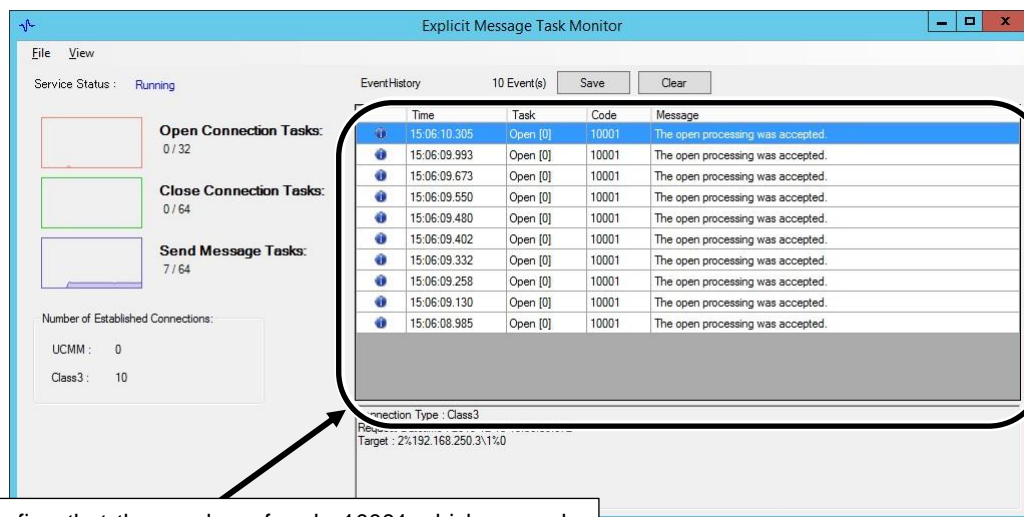 Explicit Message Task Monitor
File View
Service Status : Running
Open Connection Tasks:
0 / 32
Close Connection Tasks:
0 / 64
Send Message Tasks:
7 / 64
Number of Established Connections:
UCMM : 0
Class3 : 10
EventHistory 10 Event(s) Save Clear
Time Task Code Message
15:06:10.305 Open [0] 10001 The open processing was accepted.
15:06:09.993 Open [0] 10001 The open processing was accepted.
15:06:09.673 Open [0] 10001 The open processing was accepted.
15:06:09.550 Open [0] 10001 The open processing was accepted.
15:06:09.480 Open [0] 10001 The open processing was accepted.
15:06:09.402 Open [0] 10001 The open processing was accepted.
15:06:09.332 Open [0] 10001 The open processing was accepted.
15:06:09.258 Open [0] 10001 The open processing was accepted.
15:06:09.130 Open [0] 10001 The open processing was accepted.
15:06:08.985 Open [0] 10001 The open processing was accepted.
Connection Type : Class3
Target : 2%192.168.250.3\1%0
that the number of code 10001 which